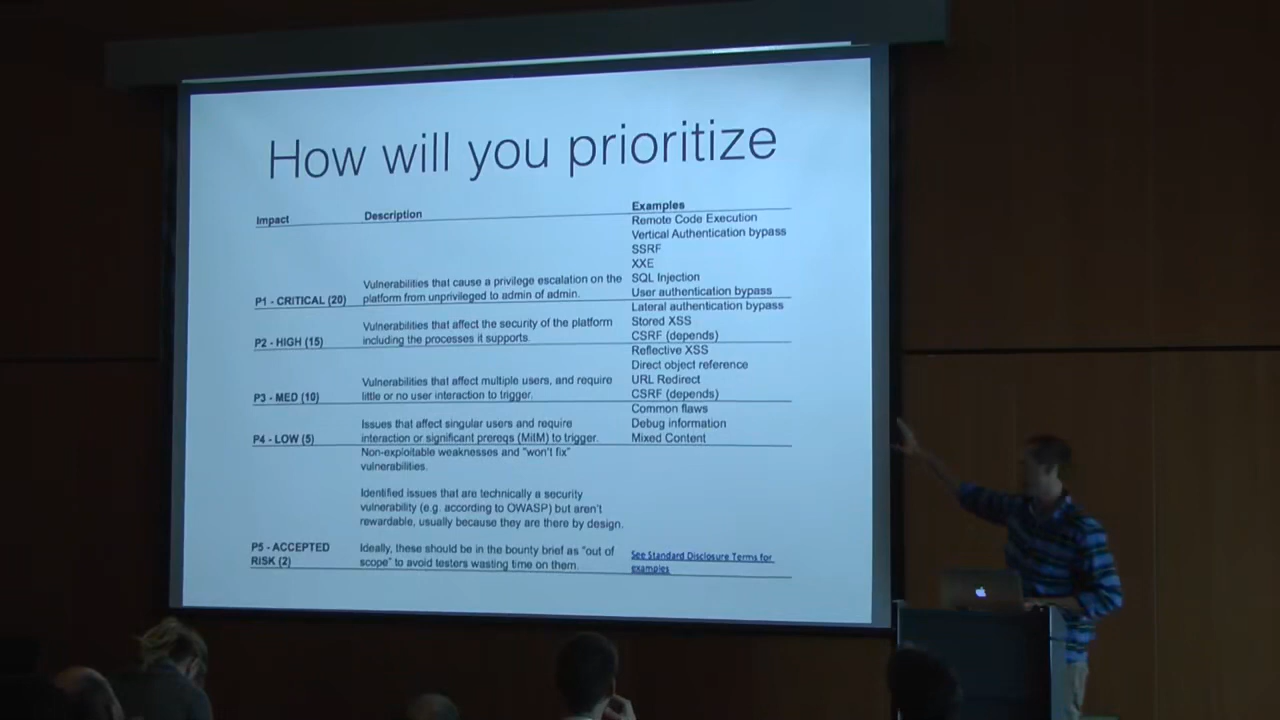 How will you prioritize
Impact Description Examples
Remote Code Execution
Vertical Authentication bypass
SSRF
XXE
Vulnerabilities that cause a privilege escalation on the SQL Injection
P1 - CRITICAL (20) platform from unprivileged to admin of admin. User authentication bypass
Lateral authentication bypass
Vulnerabilities that affect the security of the platform Stored XSS
P2 - HIGH (15) including the processes it supports. CSRF (depends)
Reflective XSS
Direct object reference
Vulnerabilities that affect multiple users, and require URL Redirect
P3 - MED (10) little or no user interaction to trigger. CSRF (depends)
Common flaws
Issues that affect singular users and require Debug information
P4 - LOW (5) interaction or significant prereqs (MitM) to trigger. Mixed Content
Non-exploitable weaknesses and "won't fix"
vulnerabilities.
Identified issues that are technically a security
vulnerability (e.g. according to OWASP) but aren't
rewardable, usually because they are there by design.
P5 - ACCEPTED Ideally, these should be in the bounty brief as "out of See Standard Disclosure Terms for
RISK (2) scope" to avoid testers wasting time on them. examples